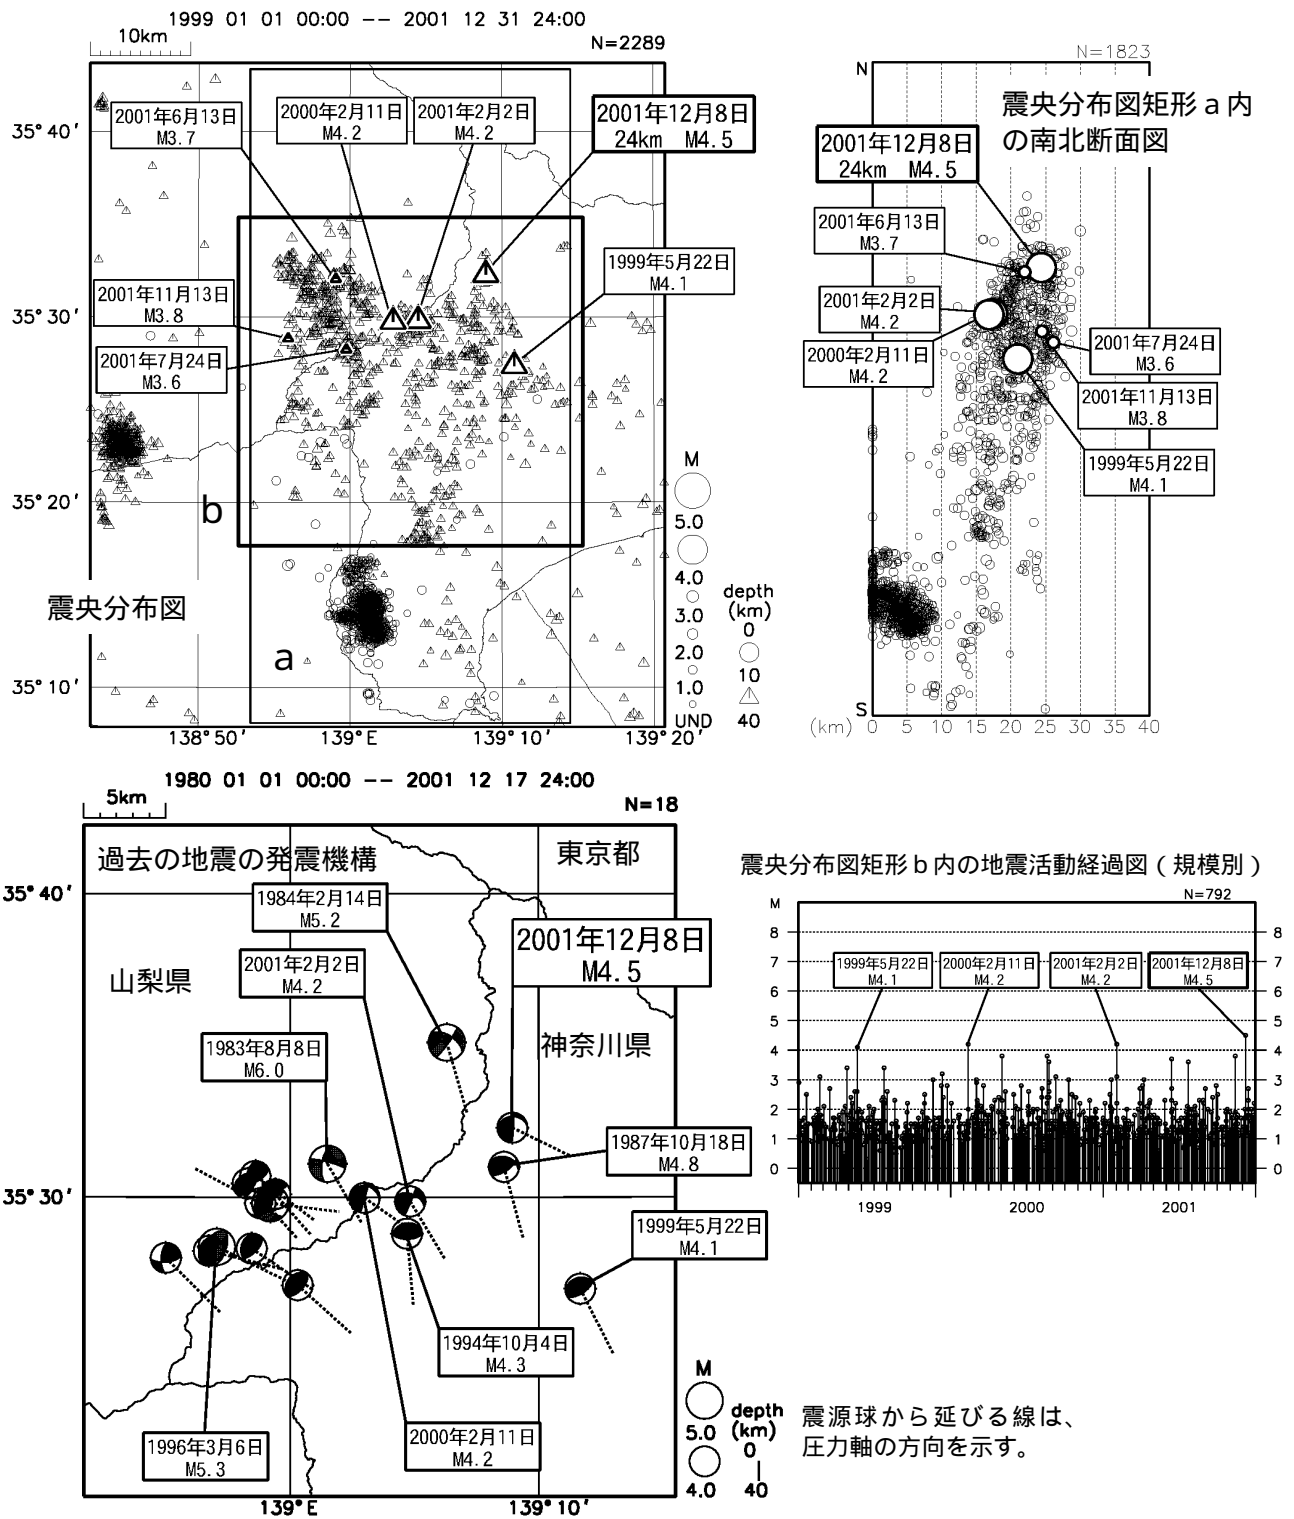 1999 01 01 00:00 -- 2001 12 31 24:00
10km
N=2289
35°40′
35°30′
35°20′
35°10′
138°50′
139°E
139°10′
139°20′
2001年6月13日
M3.7
2000年2月11日
M4.2
2001年2月2日
M4.2
2001年12月8日
24km M4.5
1999年5月22日
M4.1
2001年11月13日
M3.8
2001年7月24日
M3.6
b
a
震央分布図
M
5.0
4.0
3.0
2.0
1.0
UND
depth
(km)
0
10
40
N=1823
N
震央分布図矩形a内
の南北断面図
2001年12月8日
24km M4.5
2001年6月13日
M3.7
2001年2月2日
M4.2
2000年2月11日
M4.2
2001年7月24日
M3.6
2001年11月13日
M3.8
1999年5月22日
M4.1
S
(km) 0 5 10 15 20 25 30 35 40
1980 01 01 00:00 -- 2001 12 17 24:00
5km
N=18
過去の地震の発震機構
東京都
山梨県
神奈川県
35°40′
35°30′
139°E
139°10′
1984年2月14日
M5.2
2001年12月8日
M4.5
2001年2月2日
M4.2
1983年8月8日
M6.0
1987年10月18日
M4.8
1999年5月22日
M4.1
1994年10月4日
M4.3
2000年2月11日
M4.2
1996年3月6日
M5.3
M
5.0
4.0
depth
(km)
0
40
震源球から延びる線は、
圧力軸の方向を示す。
震央分布図矩形b内の地震活動経過図(規模別)
N=792
M
8
7
6
5
4
3
2
1
0
8
7
6
5
4
3
2
1
0
1999年5月22日
M4.1
2000年2月11日
M4.2
2001年2月2日
M4.2
2001年12月8日
M4.5
1999
2000
2001